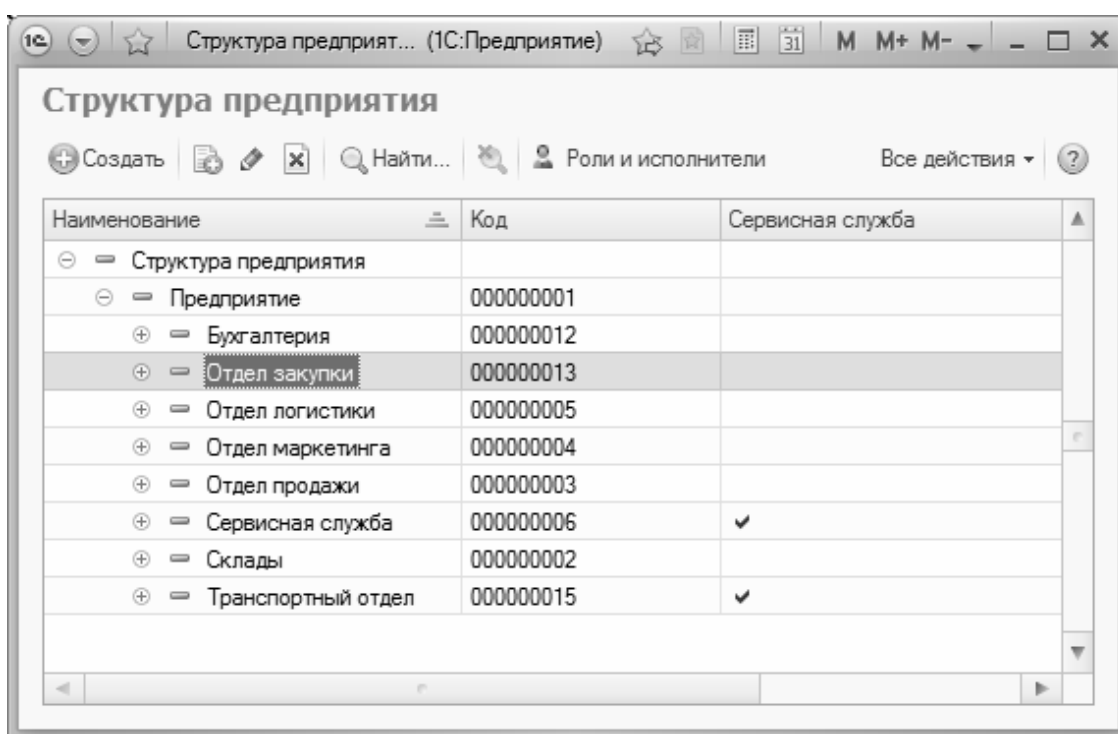 1С Структура предприят... (1С:Предприятие) 31 M M+ M-
Структура предприятия
Создать Найти... Роли и исполнители Все действия ?
Наименование Код Сервисная служба
Структура предприятия
Предприятие 000000001
Бухгалтерия 000000012
Отдел закупки 000000013
Отдел логистики 000000005
Отдел маркетинга 000000004
Отдел продажи 000000003
Сервисная служба 000000006
Склады 000000002
Транспортный отдел 000000015